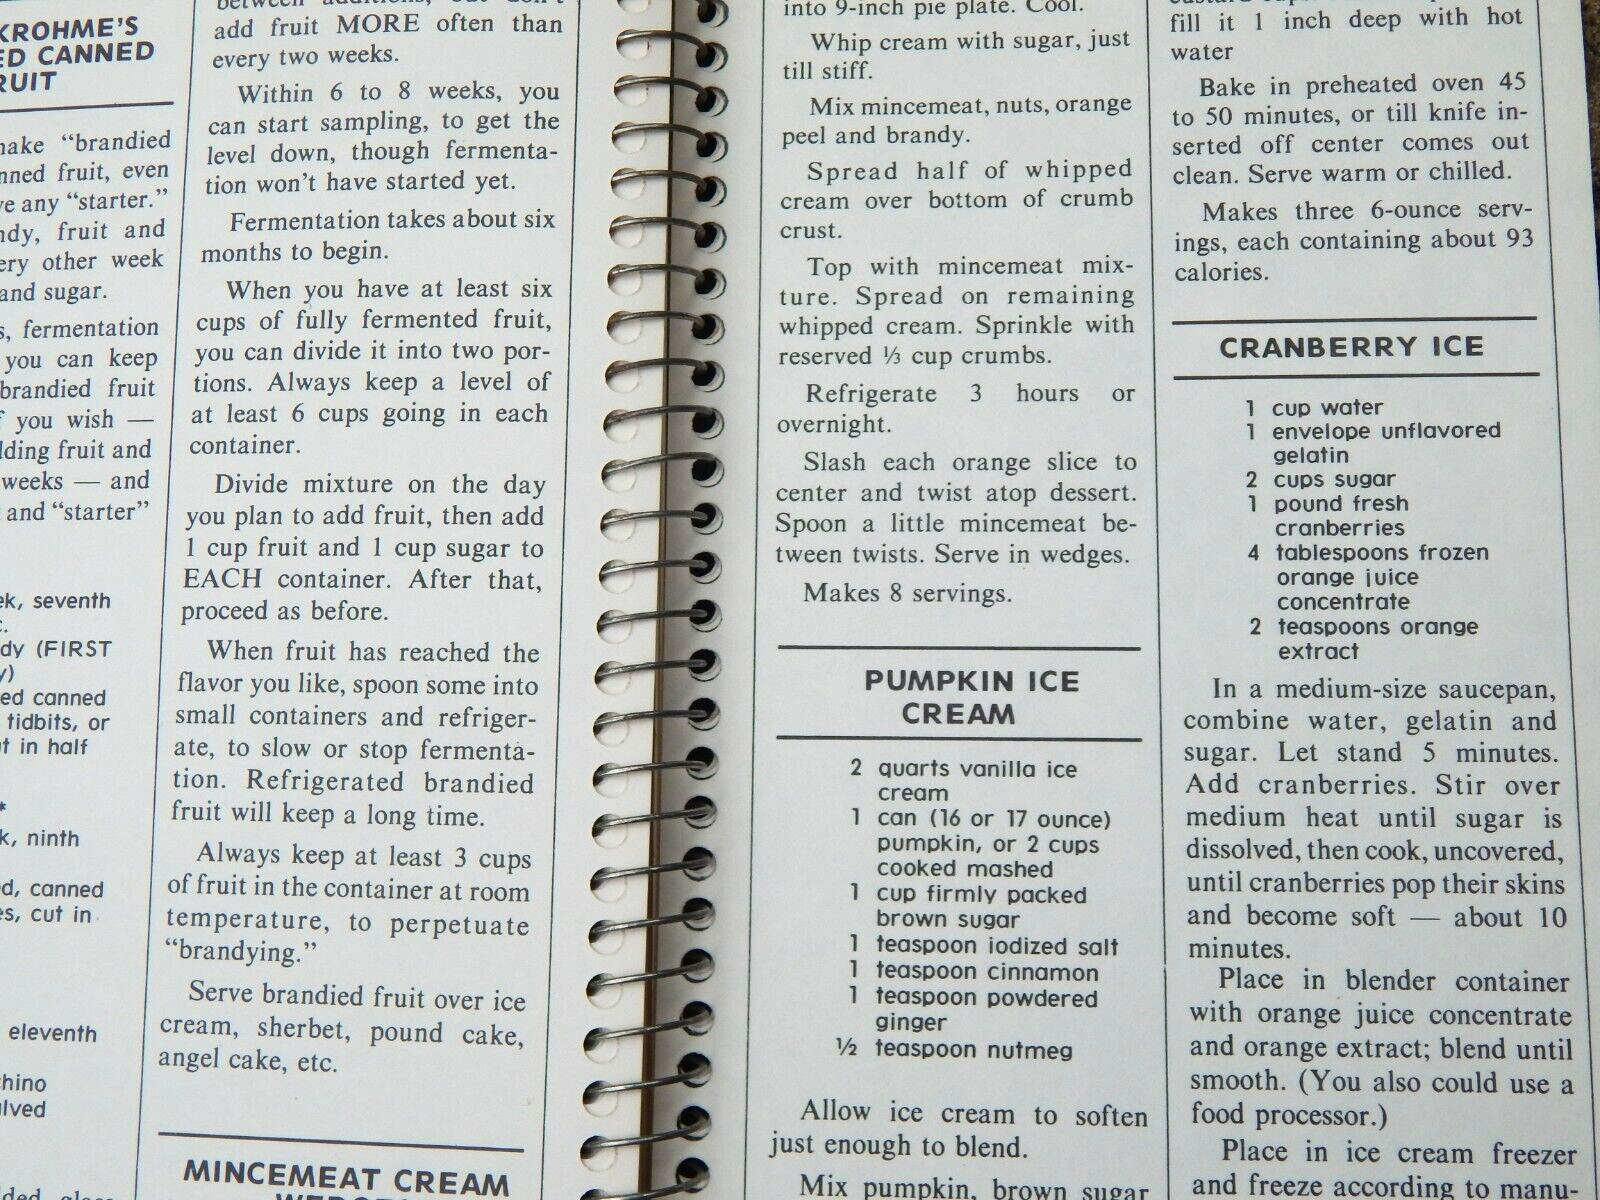 KROHME'S
CANNED
make "brandied
canned fruit, even
any "starter."
fruit and
other week
and sugar.
fermentation
you can keep
brandied fruit
you wish —
fruit and
weeks — and
and "starter"
seventh
(FIRST
canned
tidbits, or
in half
*
ninth
canned
cut in
eleventh
between additions, but don't
add fruit MORE often than
every two weeks.
Within 6 to 8 weeks, you
can start sampling, to get the
level down, though fermenta-
tion won't have started yet.
Fermentation takes about six
months to begin.
When you have at least six
cups of fully fermented fruit,
you can divide it into two por-
tions. Always keep a level of
at least 6 cups going in each
container.
Divide mixture on the day
you plan to add fruit, then add
1 cup fruit and 1 cup sugar to
EACH container. After that,
proceed as before.
When fruit has reached the
flavor you like, spoon some into
small containers and refriger-
ate, to slow or stop fermenta-
tion. Refrigerated brandied
fruit will keep a long time.
Always keep at least 3 cups
of fruit in the container at room
temperature, to perpetuate
"brandying."
Serve brandied fruit over ice
cream, sherbet, pound cake,
angel cake, etc.
MINCEMEAT CREAM
into 9-inch pie plate. Cool.
Whip cream with sugar, just
till stiff.
Mix mincemeat, nuts, orange
peel and brandy.
Spread half of whipped
cream over bottom of crumb
crust.
Top with mincemeat mix-
ture. Spread on remaining
whipped cream. Sprinkle with
reserved ⅓ cup crumbs.
Refrigerate 3 hours or
overnight.
Slash each orange slice to
center and twist atop dessert.
Spoon a little mincemeat be-
tween twists. Serve in wedges.
Makes 8 servings.
PUMPKIN ICE
CREAM
2 quarts vanilla ice
cream
1 can (16 or 17 ounce)
pumpkin, or 2 cups
cooked mashed
1 cup firmly packed
brown sugar
1 teaspoon iodized salt
1 teaspoon cinnamon
1 teaspoon powdered
ginger
½ teaspoon nutmeg
Allow ice cream to soften
just enough to blend.
Mix pumpkin, brown sugar
fill it 1 inch deep with hot
water
Bake in preheated oven 45
to 50 minutes, or till knife in-
serted off center comes out
clean. Serve warm or chilled.
Makes three 6-ounce serv-
ings, each containing about 93
calories.
CRANBERRY ICE
1 cup water
1 envelope unflavored
gelatin
2 cups sugar
1 pound fresh
cranberries
4 tablespoons frozen
orange juice
concentrate
2 teaspoons orange
extract
In a medium-size saucepan,
combine water, gelatin and
sugar. Let stand 5 minutes.
Add cranberries. Stir over
medium heat until sugar is
dissolved, then cook, uncovered,
until cranberries pop their skins
and become soft — about 10
minutes.
Place in blender container
with orange juice concentrate
and orange extract; blend until
smooth. (You also could use a
food processor.)
Place in ice cream freezer
and freeze according to manu-